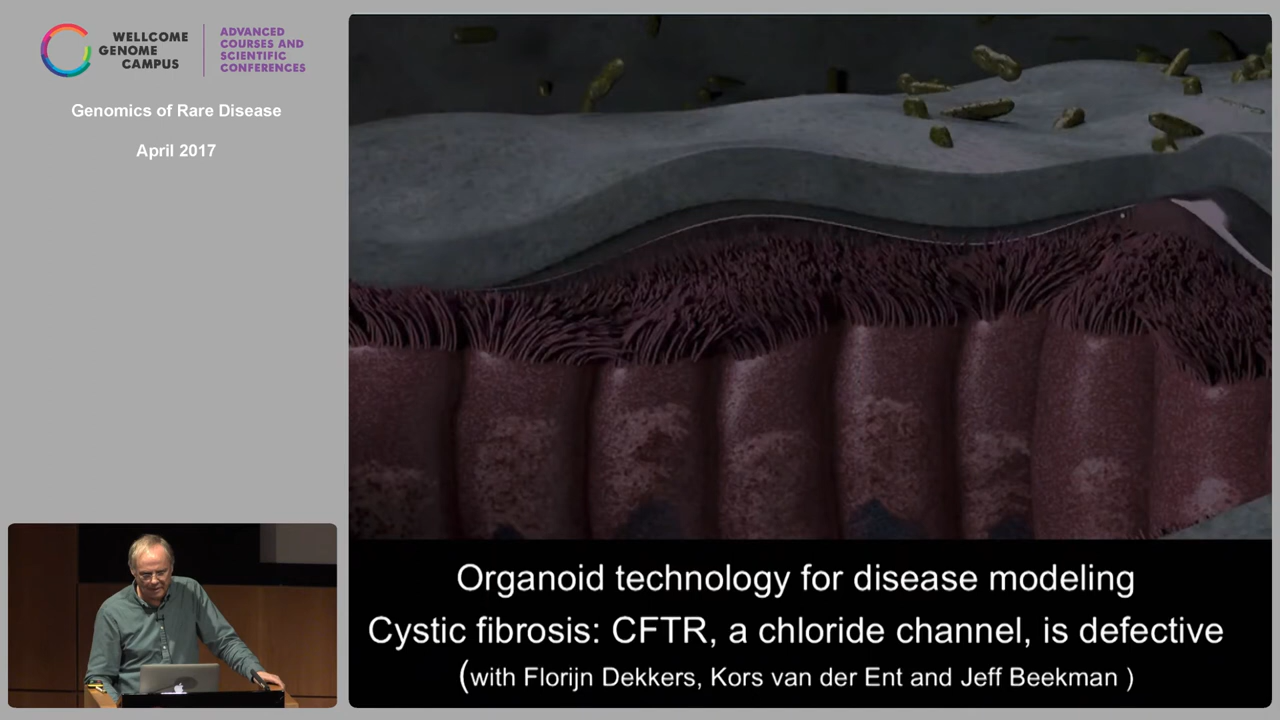 WELLCOME
GENOME
CAMPUS
ADVANCED
COURSES AND
SCIENTIFIC
CONFERENCES
Genomics of Rare Disease
April 2017
Organoid technology for disease modeling
Cystic fibrosis: CFTR, a chloride channel, is defective
(with Florijn Dekkers, Kors van der Ent and Jeff Beekman )